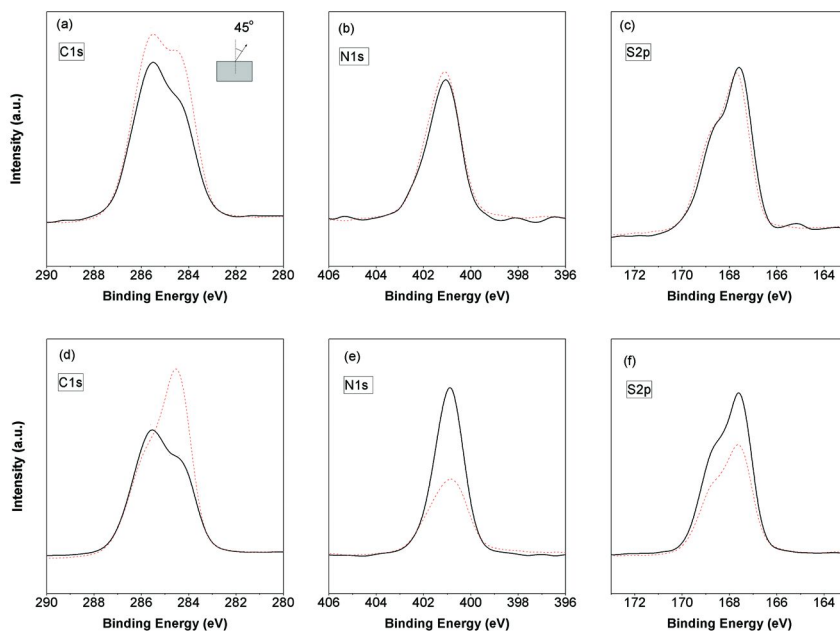 (a)
45°
C1s
Intensity (a.u.)
290 288 286 284 282 280
Binding Energy (eV)
(b)
N1s
406 404 402 400 398 396
Binding Energy (eV)
(c)
S2p
172 170 168 166 164
Binding Energy (eV)
(d)
C1s
Intensity (a.u.)
290 288 286 284 282 280
Binding Energy (eV)
(e)
N1s
406 404 402 400 398 396
Binding Energy (eV)
(f)
S2p
172 170 168 166 164
Binding Energy (eV)